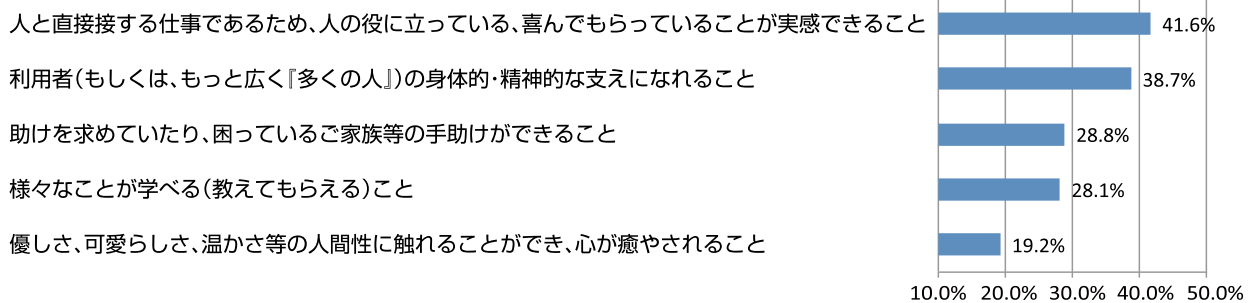 人と直接接する仕事であるため、人の役に立っている、喜んでもらっていることが実感できること 41.6%
利用者(もしくは、もっと広く『多くの人』)の身体的・精神的な支えになれること 38.7%
助けを求めていたり、困っているご家族等の手助けができること 28.8%
様々なことが学べる(教えてもらえる)こと 28.1%
優しさ、可愛らしさ、温かさ等の人間性に触れることができ、心が癒やされること 19.2%
10.0% 20.0% 30.0% 40.0% 50.0%